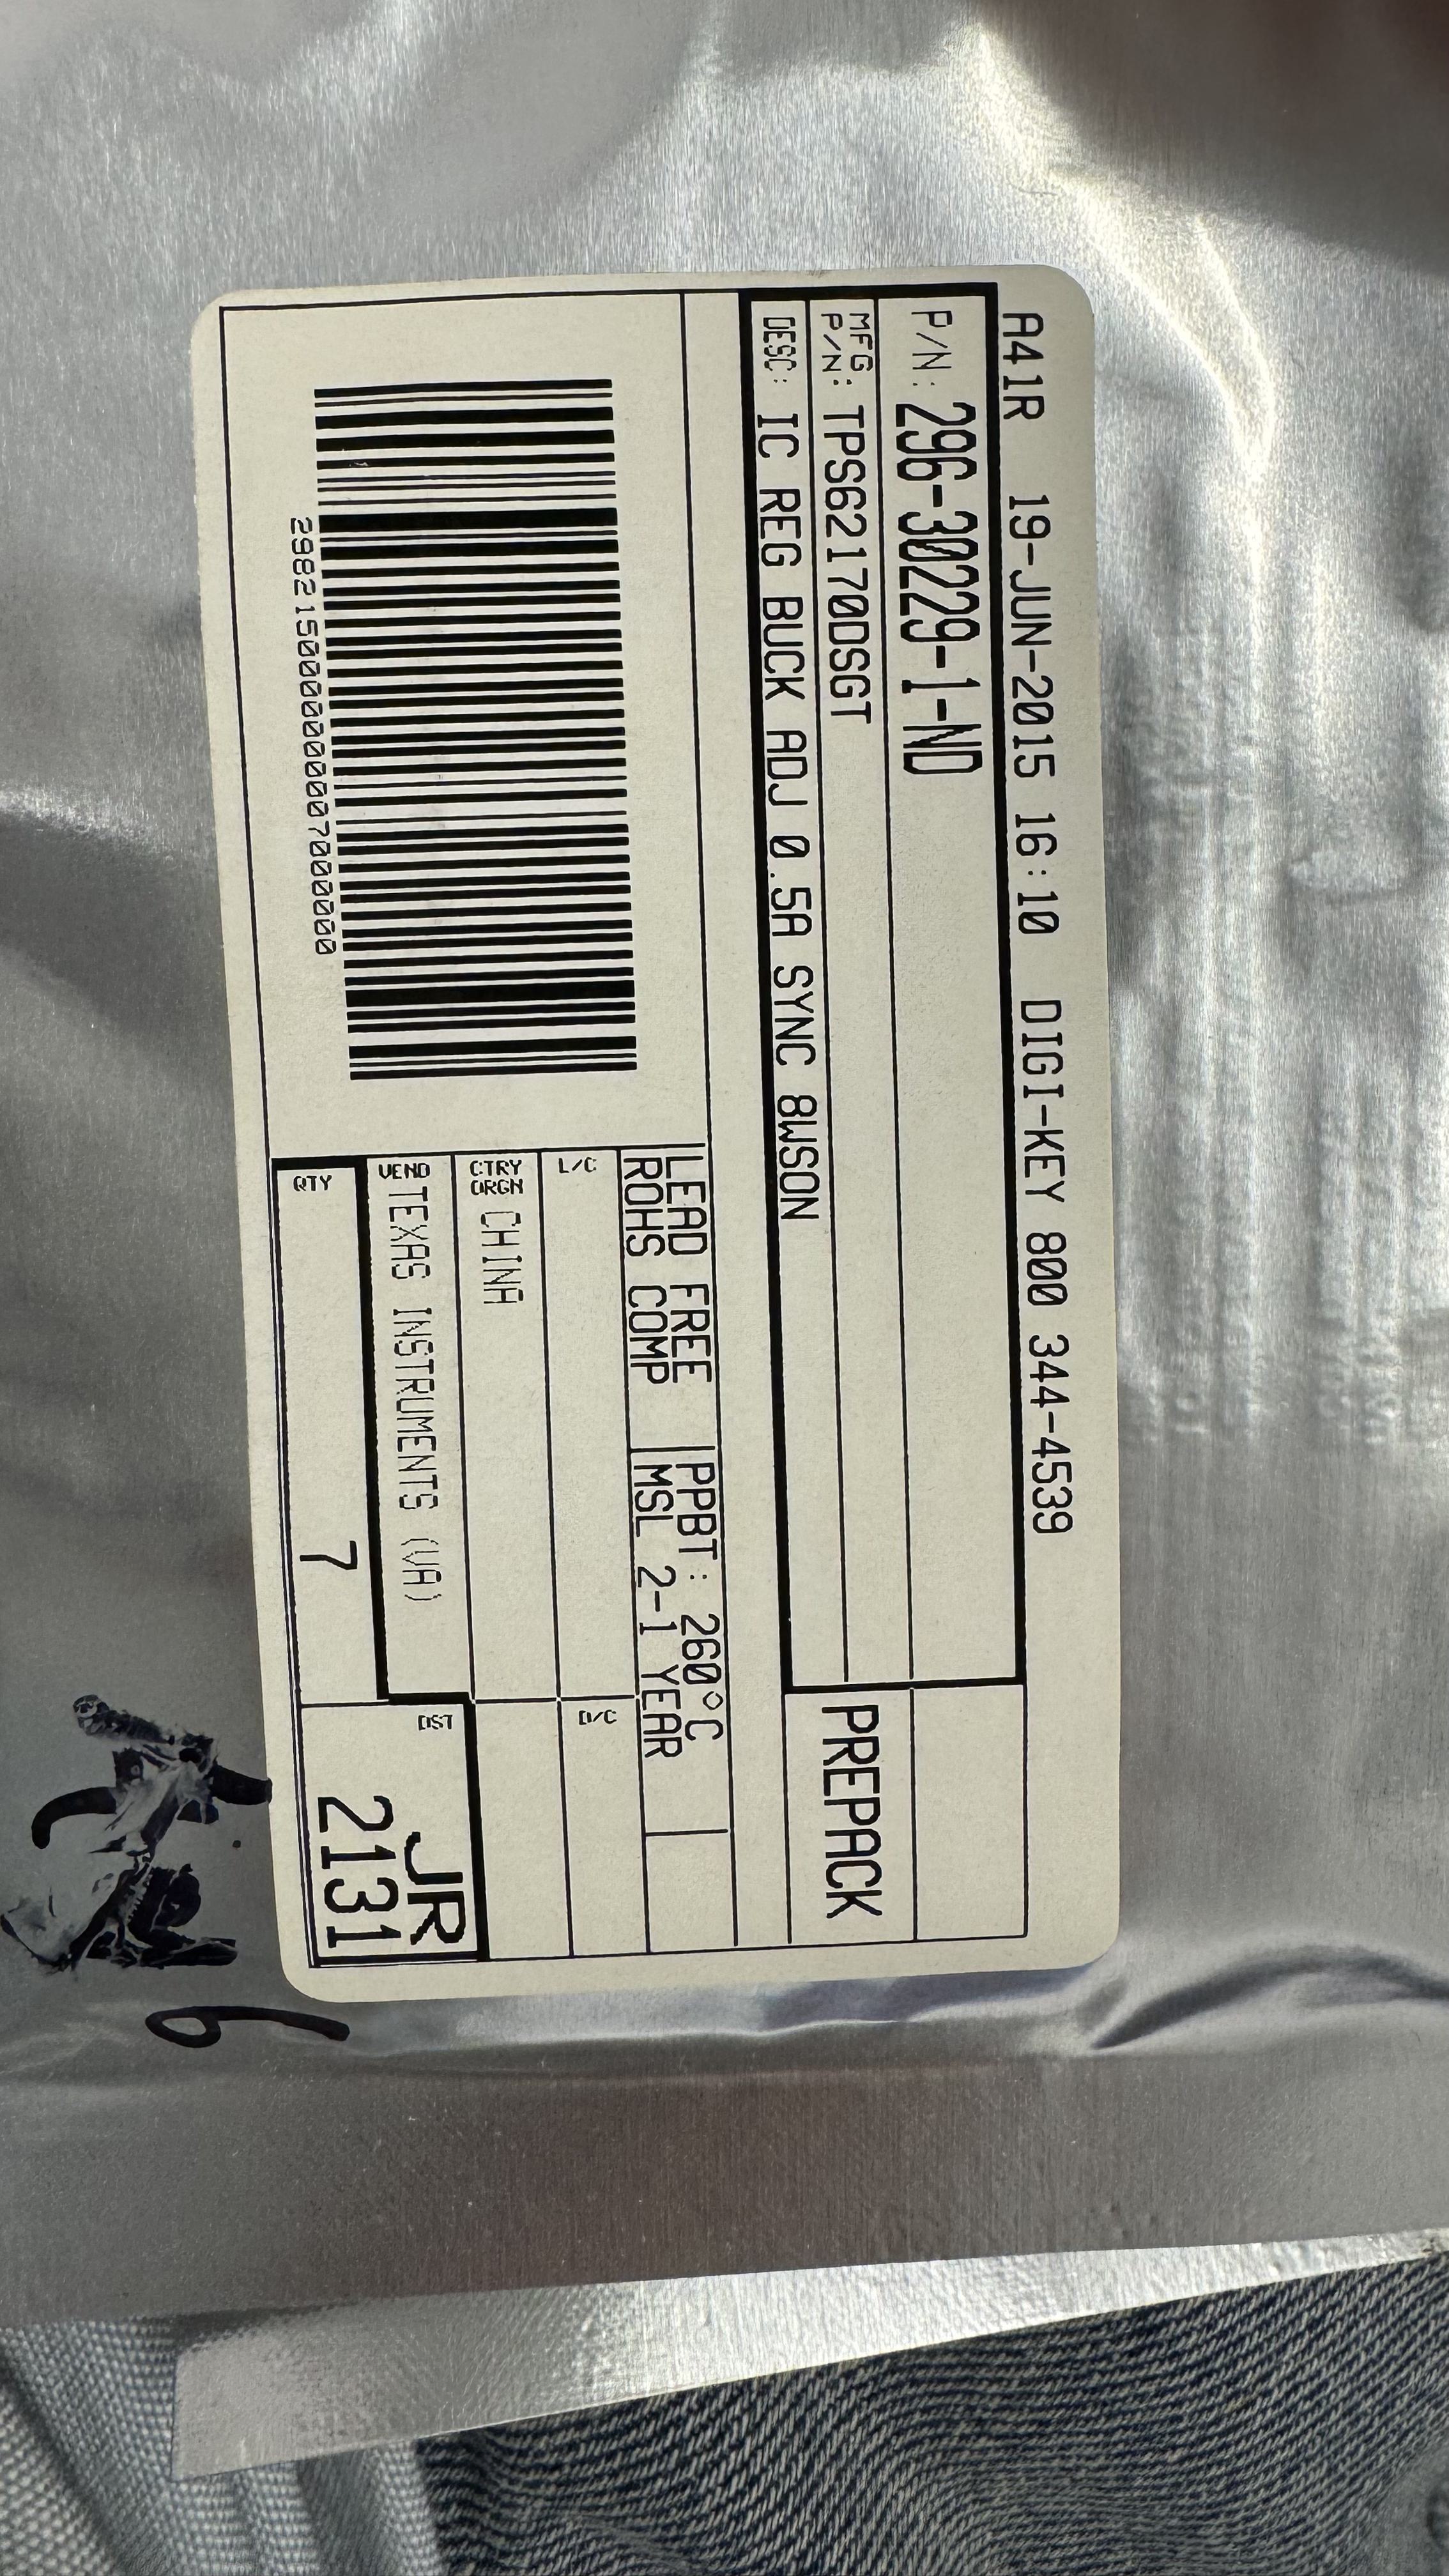 A41R 19-JUN-2015 16:10 DIGI-KEY 800 344-4539
P/N: 296-30229-1-ND
MFG P/N: TPS62170DSGT
PREPACK
DESC: IC REG BUCK ADJ 0.5A SYNC 8WSON
LEAD FREE PPBT: 260°C
ROHS COMP MSL 2-1 YEAR
L/C
D/C
CTRY ORGN CHINA
VEND TEXAS INSTRUMENTS (VA)
QTY 7
DST JR
2131
6